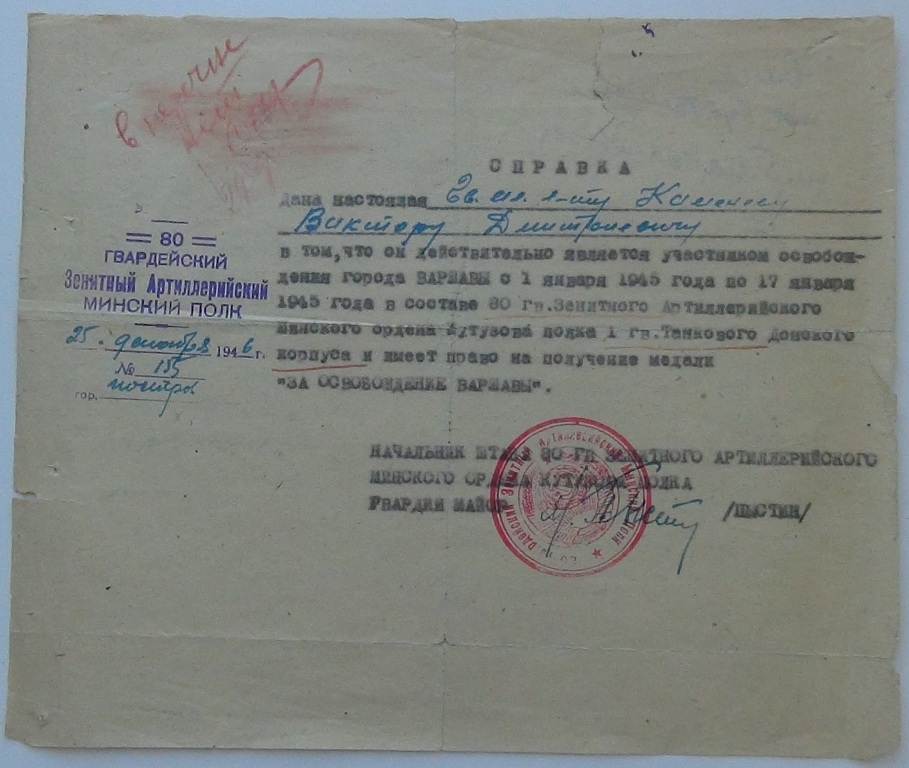 СПРАВКА
Дана настоящая Гв. мл. л-ту
Виктору Дмитриевичу
в том,что он действительно является участником освобож-
дения города ВАРШАВЫ с 1 января 1945 года по 17 января
1945 года в составе 80 гв.Зенитного Артиллерийского
Минского ордена Кутузова полка 1 гв.Танкового Донского
корпуса и имеет право на получение медали
"ЗА ОСВОБОЖДЕНИЕ ВАРШАВЫ".
= 80 =
ГВАРДЕЙСКИЙ
Зенитный Артиллерийский
МИНСКИЙ ПОЛК
25. декабря 1946 г.
№ 155
гор.
НАЧАЛЬНИК ШТАБА 80 ГВ ЗЕНИТНОГО АРТИЛЛЕРИЙСКОГО
МИНСКОГО ОРДЕНА КУТУЗОВА ПОЛКА
ГВАРДИИ МАЙОР /ШЫСТИН/